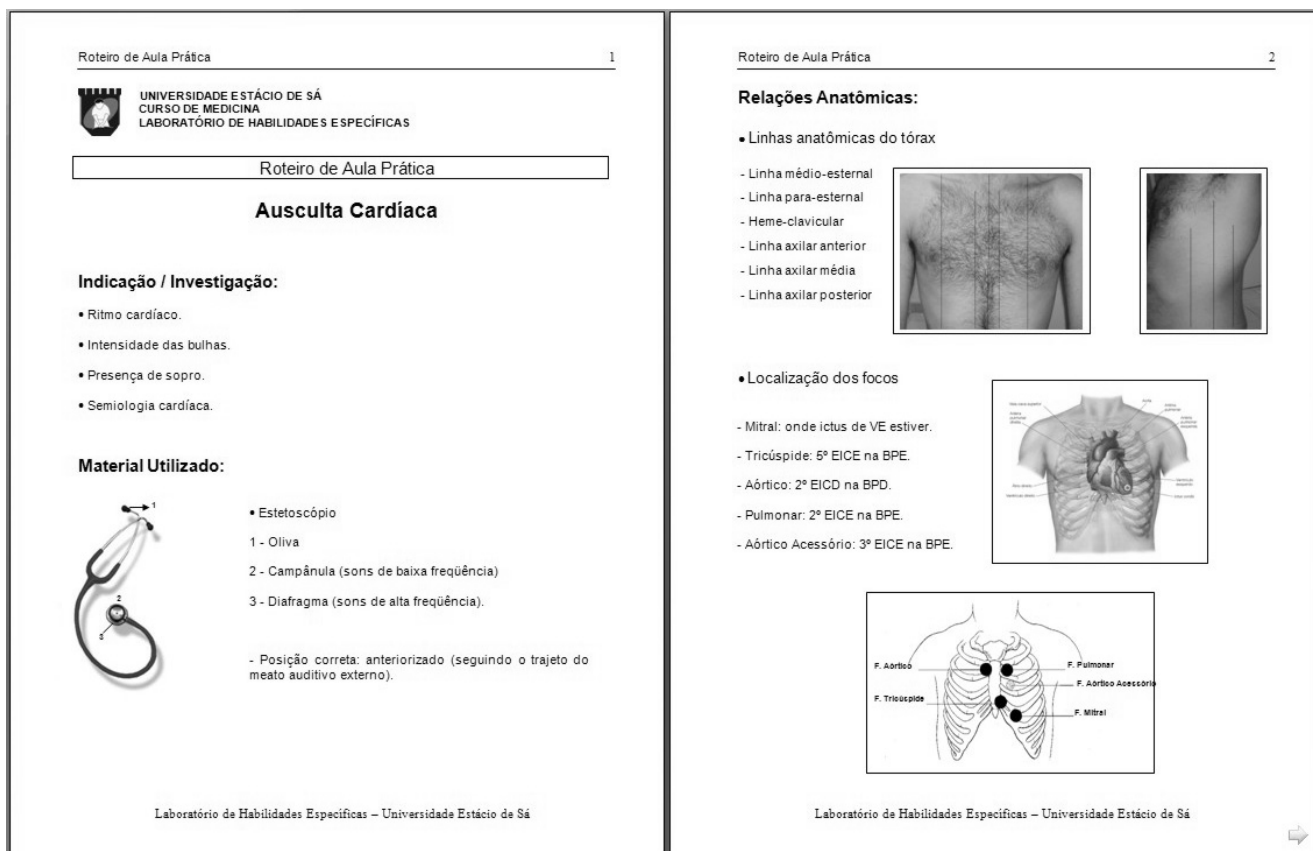 Roteiro de Aula Prática 1
UNIVERSIDADE ESTÁCIO DE SÁ
CURSO DE MEDICINA
LABORATÓRIO DE HABILIDADES ESPECÍFICAS
Roteiro de Aula Prática
Ausculta Cardíaca
Indicação / Investigação:
• Ritmo cardíaco.
• Intensidade das bulhas.
• Presença de sopro.
• Semiologia cardíaca.
Material Utilizado:
1
2
3
• Estetoscópio
1 - Oliva
2 - Campânula (sons de baixa freqüência)
3 - Diafragma (sons de alta freqüência).
- Posição correta: anteriorizado (seguindo o trajeto do
meato auditivo externo).
Laboratório de Habilidades Específicas – Universidade Estácio de Sá
Roteiro de Aula Prática 2
Relações Anatômicas:
• Linhas anatômicas do tórax
- Linha médio-esternal
- Linha para-esternal
- Heme-clavicular
- Linha axilar anterior
- Linha axilar média
- Linha axilar posterior
• Localização dos focos
- Mitral: onde ictus de VE estiver.
- Tricúspide: 5º EICE na BPE.
- Aórtico: 2º EICD na BPD.
- Pulmonar: 2º EICE na BPE.
- Aórtico Acessório: 3º EICE na BPE.
F. Aórtico
F. Pulmonar
F. Aórtico Acessório
F. Tricúspide
F. Mitral
Laboratório de Habilidades Específicas – Universidade Estácio de Sá